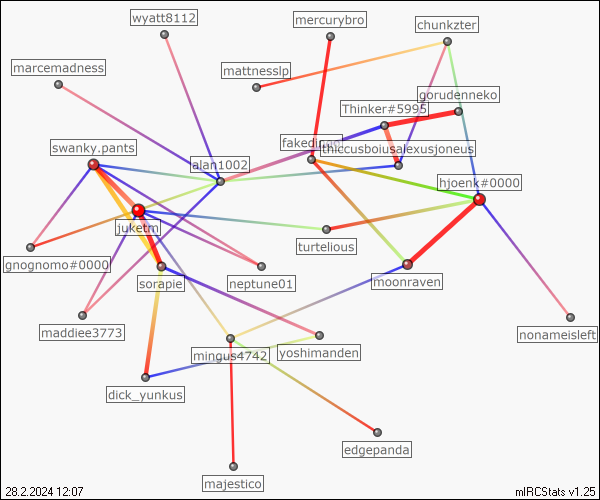 wyatt8112
mercurybro
chunkzter
marcemadness
mattnesslp
gorudenneko
Thinker#5995
swanky.pants
thiccusboiusalexusjoneus
alan1002
hjoenk#0000
juketm
turtelious
gnognomo#0000
sorapie
neptune01
moonraven
maddiee3773
nonameisleft
mingus4742
yoshimanden
dick_yunkus
edgepanda
majestico
28.2.2024 12:07
mIRCStats v1.25